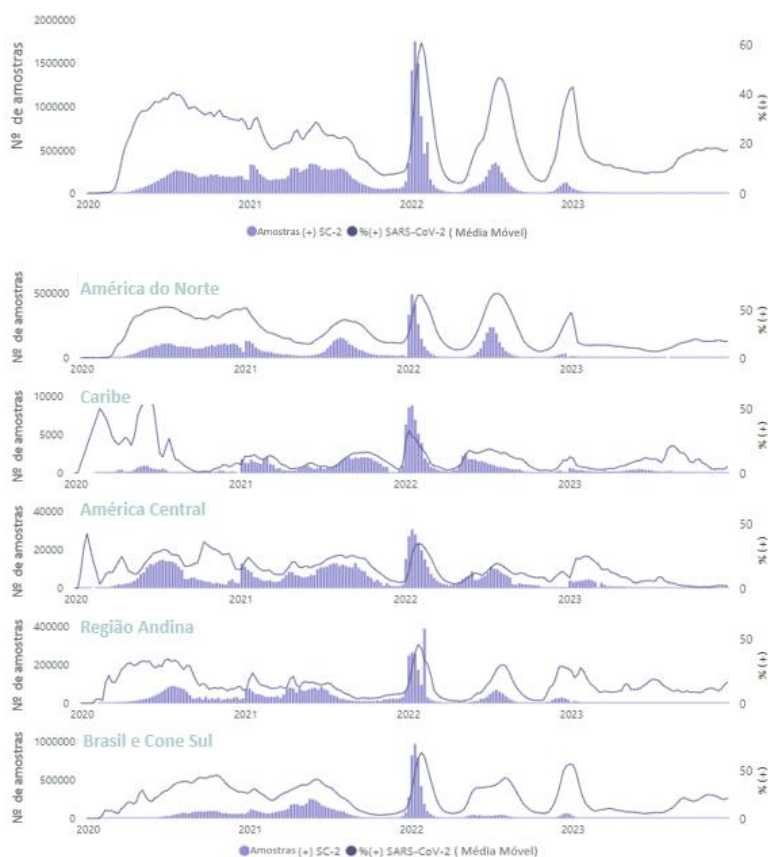 2000000
1500000
1000000
500000
0
Nº de amostras
60
40
20
0
% (+)
2020 2021 2022 2023
Amostras (+) SC-2 %(+) SARS-CoV-2 ( Média Móvel)
América do Norte
500000
0
Nº de amostras
50
0
% (+)
2020 2021 2022 2023
Caribe
10000
5000
0
Nº de amostras
50
0
% (+)
2020 2021 2022 2023
América Central
40000
20000
0
Nº de amostras
50
0
% (+)
2020 2021 2022 2023
Região Andina
400000
200000
0
Nº de amostras
50
0
% (+)
2020 2021 2022 2023
Brasil e Cone Sul
1000000
500000
0
Nº de amostras
50
0
% (+)
2020 2021 2022 2023
Amostras (+) SC-2 %(+) SARS-CoV-2 ( Média Móvel)